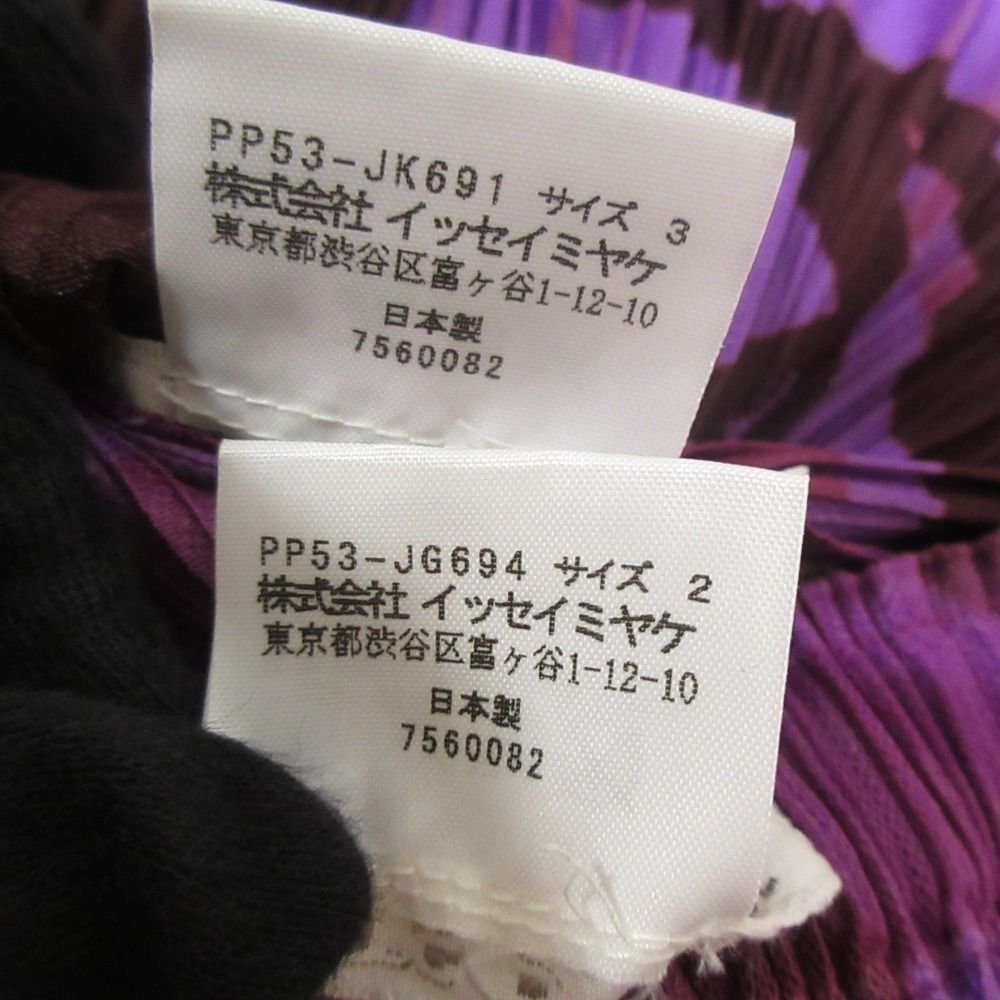 PP53-JK691 サイズ 3
株式会社 イッセイミヤケ
東京都渋谷区富ヶ谷1-12-10
日本製
7560082
PP53-JG694 サイズ 2
株式会社 イッセイミヤケ
東京都渋谷区富ヶ谷1-12-10
日本製
7560082